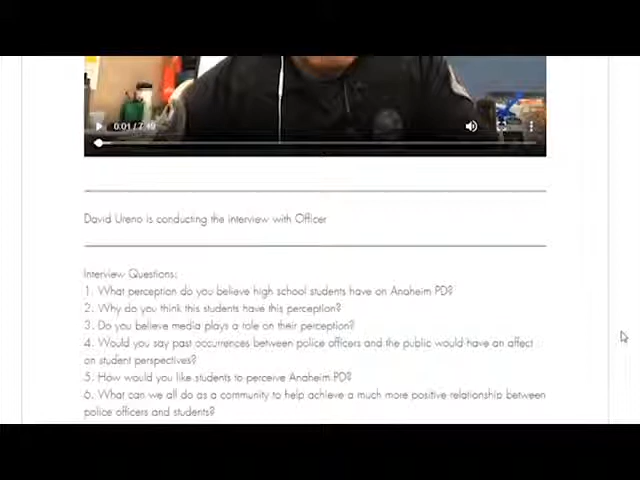 0:01 / 7:49
David Ureno is conducting the interview with Officer
Interview Questions:
1. What perception do you believe high school students have on Anaheim PD?
2. Why do you think this students have this perception?
3. Do you believe media plays a role on their perception?
4. Would you say past occurrences between police officers and the public would have an affect
on student perspectives?
5. How would you like students to perceive Anaheim PD?
6. What can we all do as a community to help achieve a much more positive relationship between
police officers and students?